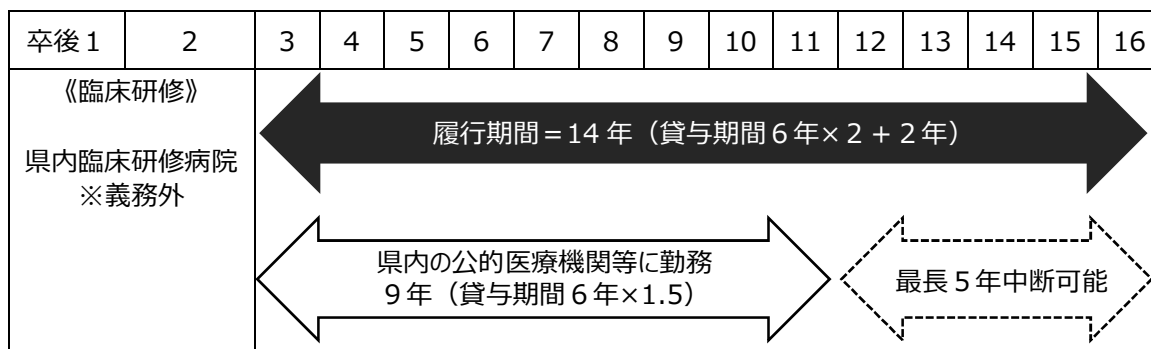 卒後１ 2 3 4 5 6 7 8 9 10 11 12 13 14 15 16
《臨床研修》
県内臨床研修病院
※義務外
履行期間＝14 年（貸与期間６年×２＋２年）
県内の公的医療機関等に勤務
９年（貸与期間６年×1.5）
最長５年中断可能